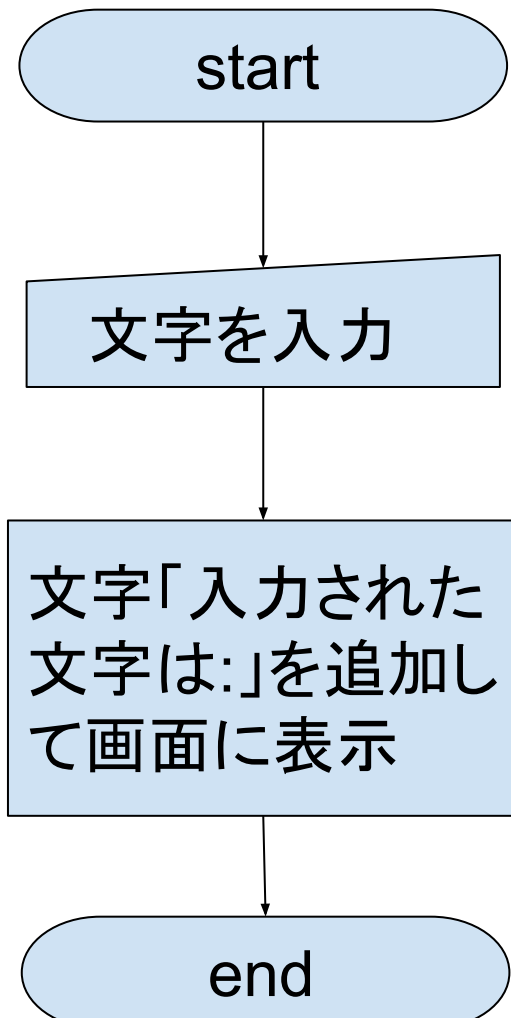 start
文字を入力
文字「入力された
文字は:」を追加し
て画面に表示
end